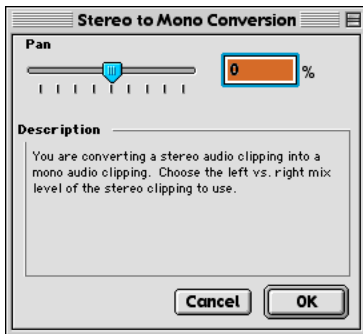 Stereo to Mono Conversion
Pan
0 %
Description
You are converting a stereo audio clipping into a
mono audio clipping. Choose the left vs. right mix
level of the stereo clipping to use.
Cancel OK